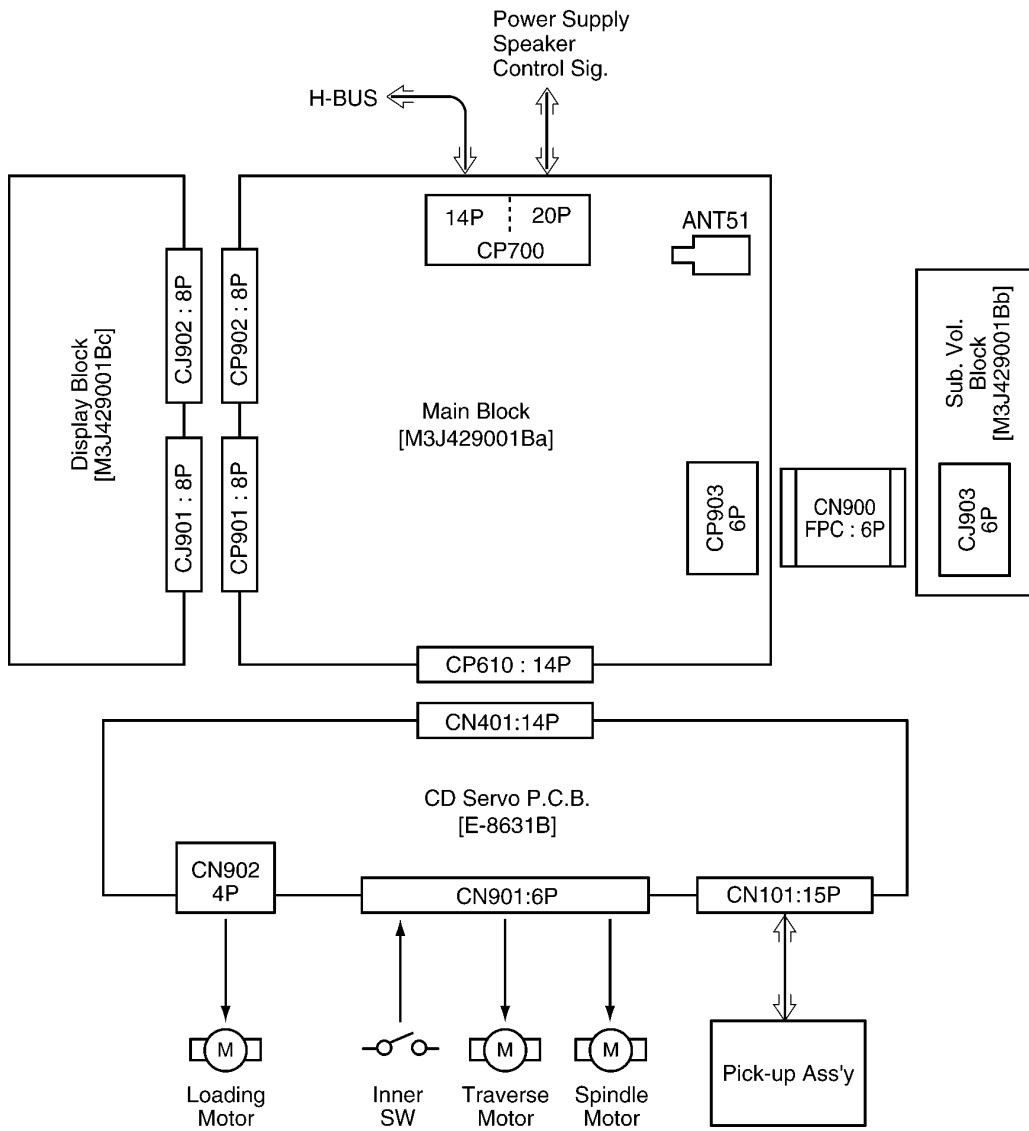 Power Supply
Speaker
Control Sig.
H-BUS
14P
20P
CP700
ANT51
Display Block
[M3J429001Bc]
CJ902 : 8P
CP902 : 8P
CJ901 : 8P
CP901 : 8P
Main Block
[M3J429001Ba]
Sub. Vol.
Block
[M3J429001Bb]
CP903
6P
CN900
FPC : 6P
CJ903
6P
CP610 : 14P
CN401:14P
CD Servo P.C.B.
[E-8631B]
CN902
4P
CN901:6P
CN101:15P
M
M
M
Loading
Motor
Inner
SW
Traverse
Motor
Spindle
Motor
Pick-up Ass'y